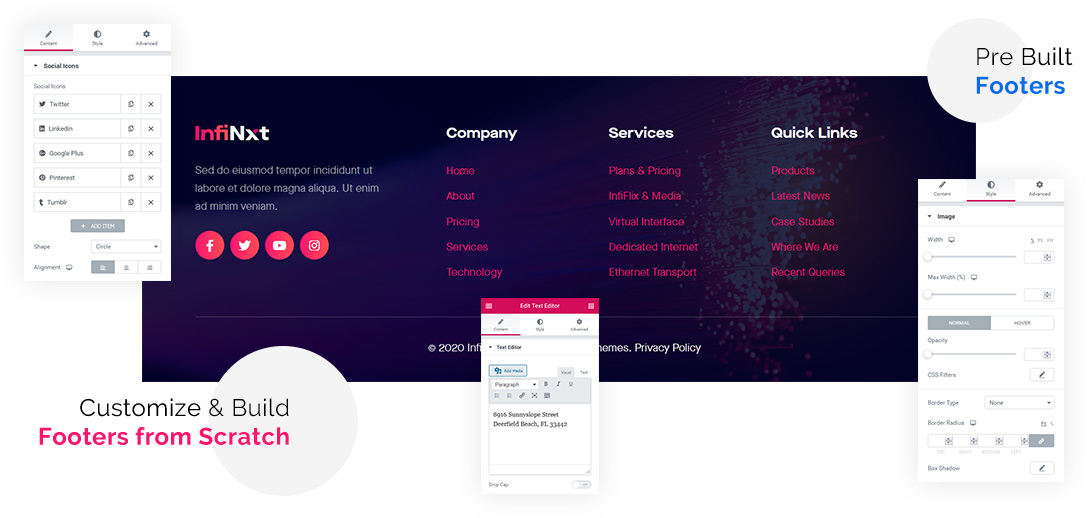 Content Style Advanced
Social Icons
Social Icons
Twitter
Linkedin
Google Plus
Pinterest
Tumblr
+ ADD ITEM
Shape Circle
Alignment
Pre Built
Footers
InfiNxt
Sed do eiusmod tempor incididunt ut
labore et dolore magna aliqua. Ut enim
ad minim veniam.
Company
Home
About
Pricing
Services
Technology
Services
Plans & Pricing
InfiFlix & Media
Virtual Interface
Dedicated Internet
Ethernet Transport
Quick Links
Products
Latest News
Case Studies
Where We Are
Recent Queries
© 2020 Infi hemes. Privacy Policy
Edit Text Editor
Content Style Advanced
Text Editor
Add Media Visual Text
Paragraph B I U
8916 Sunnyslope Street
Deerfield Beach, FL 33442
Drop Cap OFF
Content Style Advanced
Image
Width % PX VW
Max Width (%)
NORMAL HOVER
Opacity
CSS Filters
Border Type None
Border Radius PX %
TOP RIGHT BOTTOM LEFT
Box Shadow
Customize & Build
Footers from Scratch